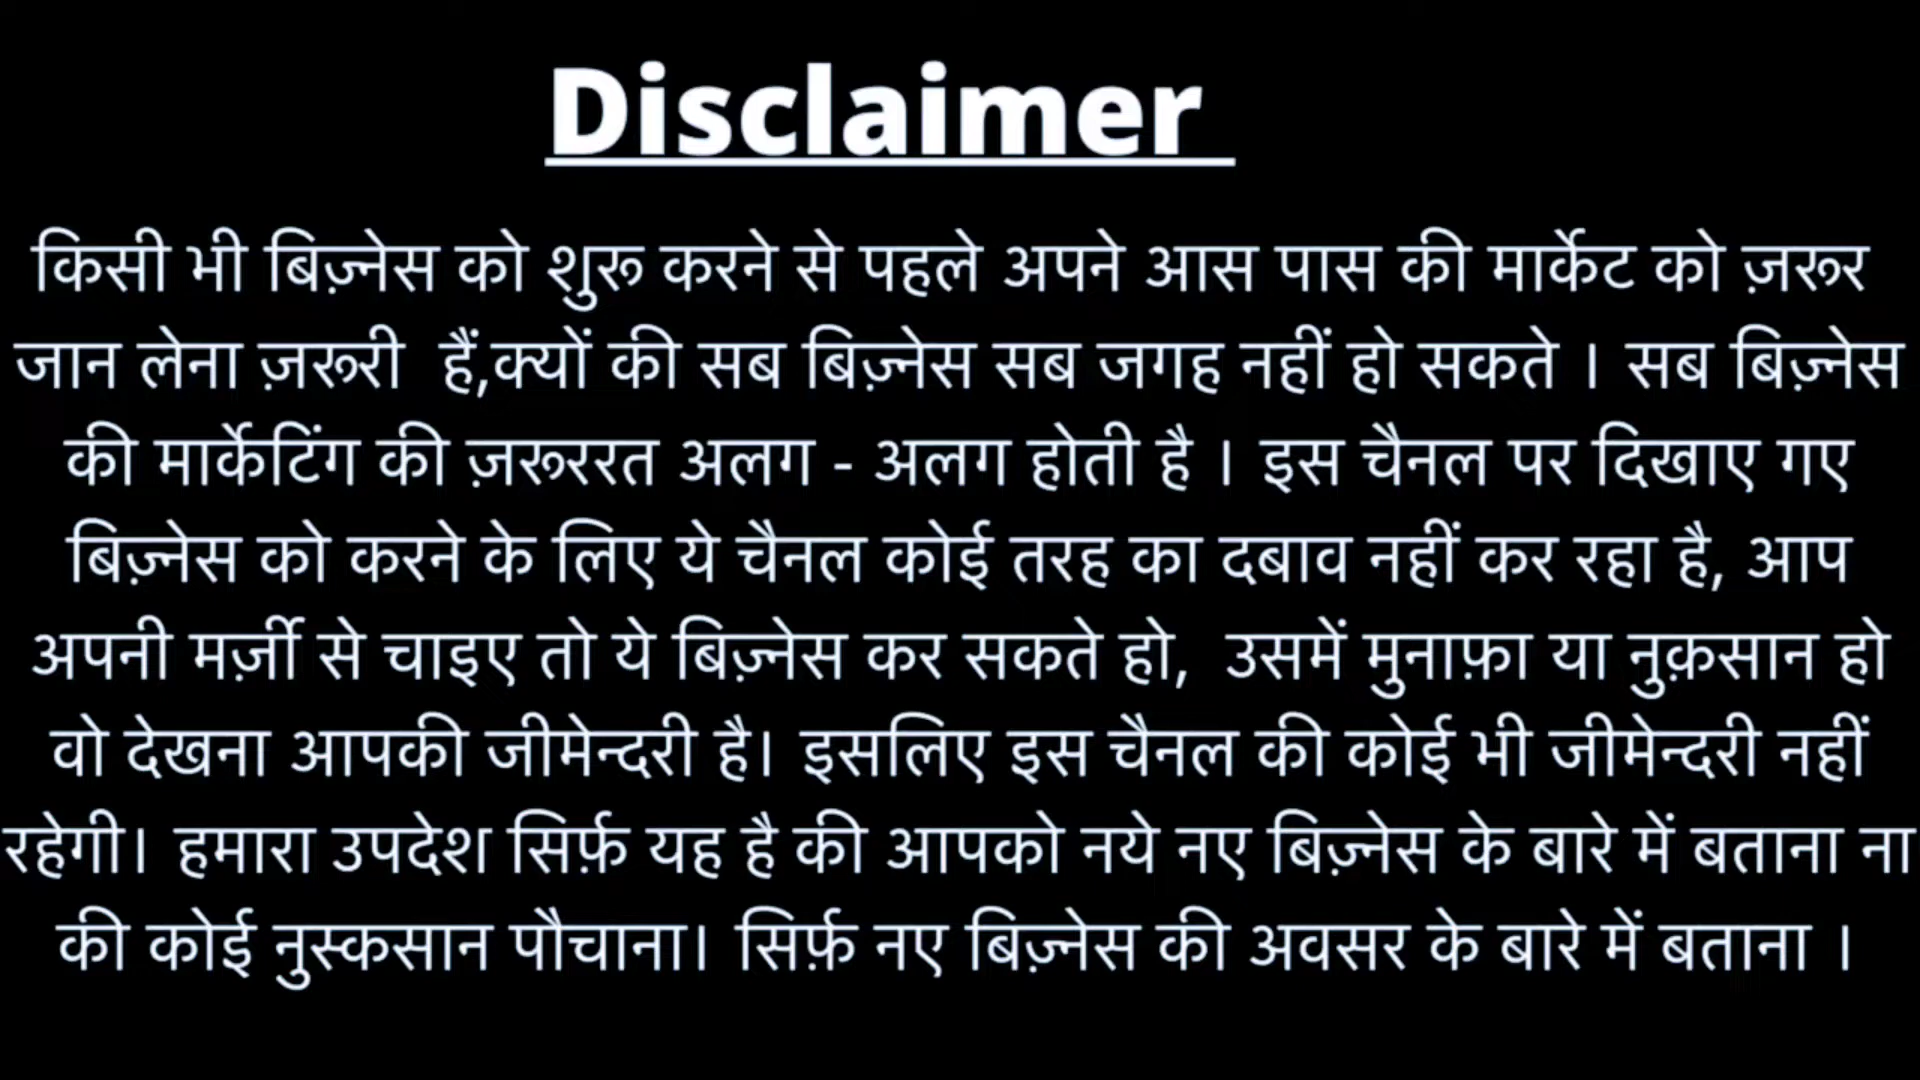 Disclaimer
किसी भी बिज़्नेस को शुरू करने से पहले अपने आस पास की मार्केट को ज़रूर
जान लेना ज़रूरी हैं,क्यों की सब बिज़्नेस सब जगह नहीं हो सकते । सब बिज़्नेस
की मार्केटिंग की ज़रूररत अलग - अलग होती है । इस चैनल पर दिखाए गए
बिज़्नेस को करने के लिए ये चैनल कोई तरह का दबाव नहीं कर रहा है, आप
अपनी मर्ज़ी से चाइए तो ये बिज़्नेस कर सकते हो, उसमें मुनाफ़ा या नुक़सान हो
वो देखना आपकी जीमेन्दरी है। इसलिए इस चैनल की कोई भी जीमेन्दरी नहीं
रहेगी। हमारा उपदेश सिर्फ़ यह है की आपको नये नए बिज़्नेस के बारे में बताना ना
की कोई नुस्कसान पौचाना। सिर्फ़ नए बिज़्नेस की अवसर के बारे में बताना ।